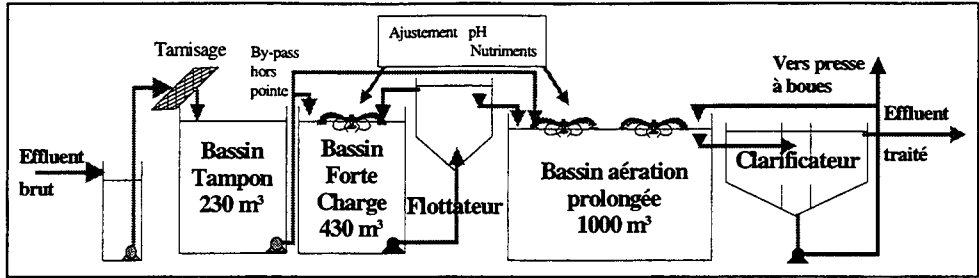 Ajustement pH
Nutriments
Tamisage
By-pass
hors
pointe
Vers presse
à boues
Effluent
brut
Bassin
Tampon
230 m³
Bassin
Forte
Charge
430 m³
Flottateur
Bassin aération
prolongée
1000 m³
Clarificateur
Effluent
traité